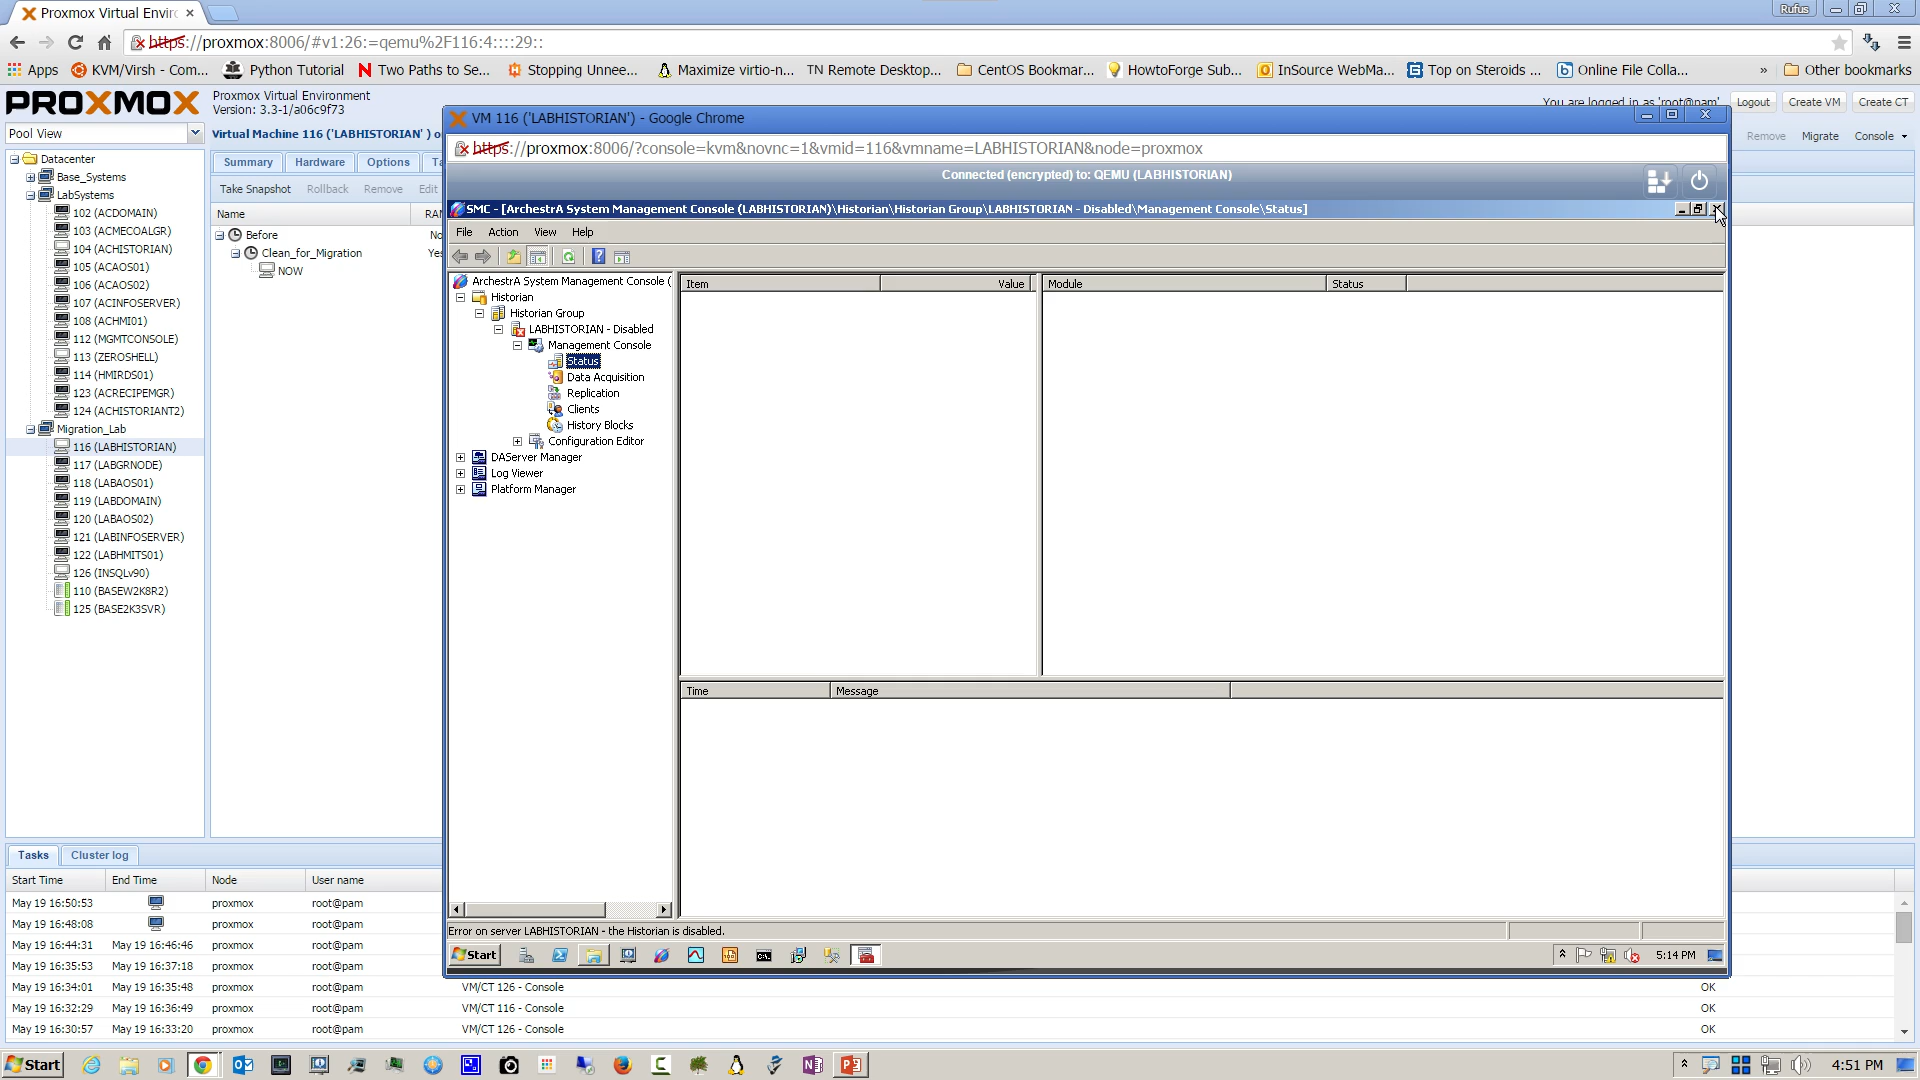 Proxmox Virtual Envir
Rufus
https://proxmox:8006/#v1:26:=qemu%2F116:4::::29::
Apps
KVM/Virsh - Com...
Python Tutorial
Two Paths to Se...
Stopping Unnee...
Maximize virtio-n...
TN Remote Desktop...
CentOS Bookmar...
HowtoForge Sub...
InSource WebMa...
Top on Steroids ...
Online File Colla...
»
Other bookmarks
PROXMOX
Proxmox Virtual Environment
Version: 3.3-1/a06c9f73
You are logged in as 'root@pam'
Logout
Create VM
Create CT
Pool View
Virtual Machine 116 ('LABHISTORIAN' ) o
Remove
Migrate
Console
Datacenter
Base_Systems
LabSystems
102 (ACDOMAIN)
103 (ACMECOALGR)
104 (ACHISTORIAN)
105 (ACAOS01)
106 (ACAOS02)
107 (ACINFOSERVER)
108 (ACHMI01)
112 (MGMTCONSOLE)
113 (ZEROSHELL)
114 (HMIRDS01)
123 (ACRECIPEMGR)
124 (ACHISTORIANT2)
Migration_Lab
116 (LABHISTORIAN)
117 (LABGRNODE)
118 (LABAOS01)
119 (LABDOMAIN)
120 (LABAOS02)
121 (LABINFOSERVER)
122 (LABHMITS01)
126 (INSQLv90)
110 (BASEW2K8R2)
125 (BASE2K3SVR)
Summary
Hardware
Options
Ta
Take Snapshot
Rollback
Remove
Edit
Name
RAM
Before
No
Clean_for_Migration
Yes
NOW
VM 116 ('LABHISTORIAN') - Google Chrome
https://proxmox:8006/?console=kvm&novnc=1&vmid=116&vmname=LABHISTORIAN&node=proxmox
Connected (encrypted) to: QEMU (LABHISTORIAN)
SMC - [ArchestrA System Management Console (LABHISTORIAN)\Historian\Historian Group\LABHISTORIAN - Disabled\Management Console\Status]
File
Action
View
Help
ArchestrA System Management Console (
Historian
Historian Group
LABHISTORIAN - Disabled
Management Console
Status
Data Acquisition
Replication
Clients
History Blocks
Configuration Editor
DAServer Manager
Log Viewer
Platform Manager
Item
Value
Module
Status
Time
Message
Error on server LABHISTORIAN - the Historian is disabled.
Start
5:14 PM
Tasks
Cluster log
Start Time
End Time
Node
User name
May 19 16:50:53
proxmox
root@pam
May 19 16:48:08
proxmox
root@pam
May 19 16:44:31
May 19 16:46:46
proxmox
root@pam
May 19 16:35:53
May 19 16:37:18
proxmox
root@pam
May 19 16:34:01
May 19 16:35:48
proxmox
root@pam
VM/CT 126 - Console
OK
May 19 16:32:29
May 19 16:36:49
proxmox
root@pam
VM/CT 116 - Console
OK
May 19 16:30:57
May 19 16:33:20
proxmox
root@pam
VM/CT 126 - Console
OK
Start
4:51 PM